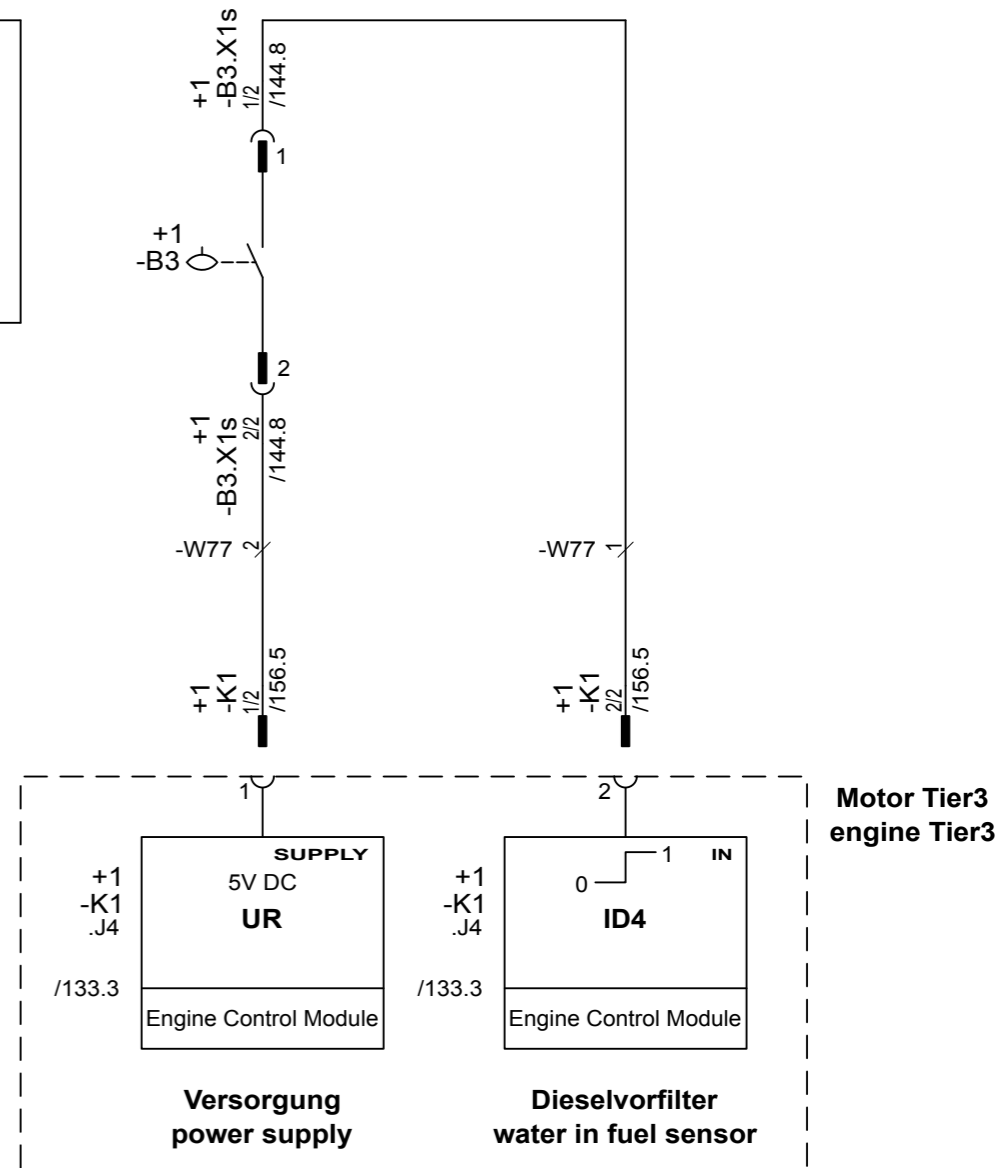 +1
-B3.X1s
1/2
/144.8
1
+1
-B3
2
+1
-B3.X1s
2/2
/144.8
-W77 2
-W77 1
+1
-K1
1/2
/156.5
+1
-K1
2/2
/156.5
1
2
Motor Tier3
engine Tier3
SUPPLY
5V DC
UR
+1
-K1
.J4
/133.3
Engine Control Module
1 IN
0
ID4
+1
-K1
.J4
/133.3
Engine Control Module
Versorgung
power supply
Dieselvorfilter
water in fuel sensor